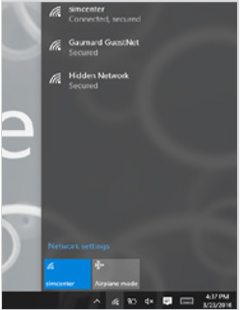 simcenter
Connected, secured
Gaumard GuestNet
Secured
Hidden Network
Secured
Network settings
simcenter
Airplane mode
4:37 PM
3/23/2016